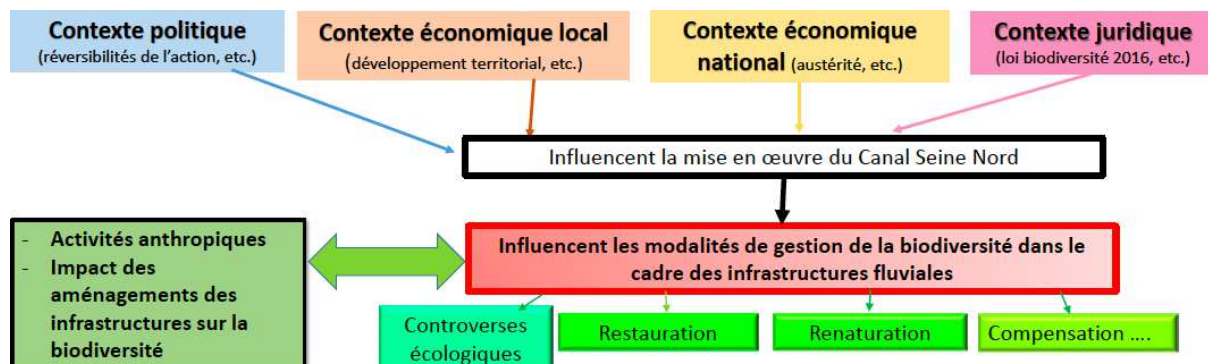 Contexte politique
(réversibilités de l'action, etc.)
Contexte économique local
(développement territorial, etc.)
Contexte économique
national (austérité, etc.)
Contexte juridique
(loi biodiversité 2016, etc.)
Influencent la mise en œuvre du Canal Seine Nord
- Activités anthropiques
- Impact des
aménagements des
infrastructures sur la
biodiversité
Influencent les modalités de gestion de la biodiversité dans le
cadre des infrastructures fluviales
Controverses
écologiques
Restauration
Renaturation
Compensation ....